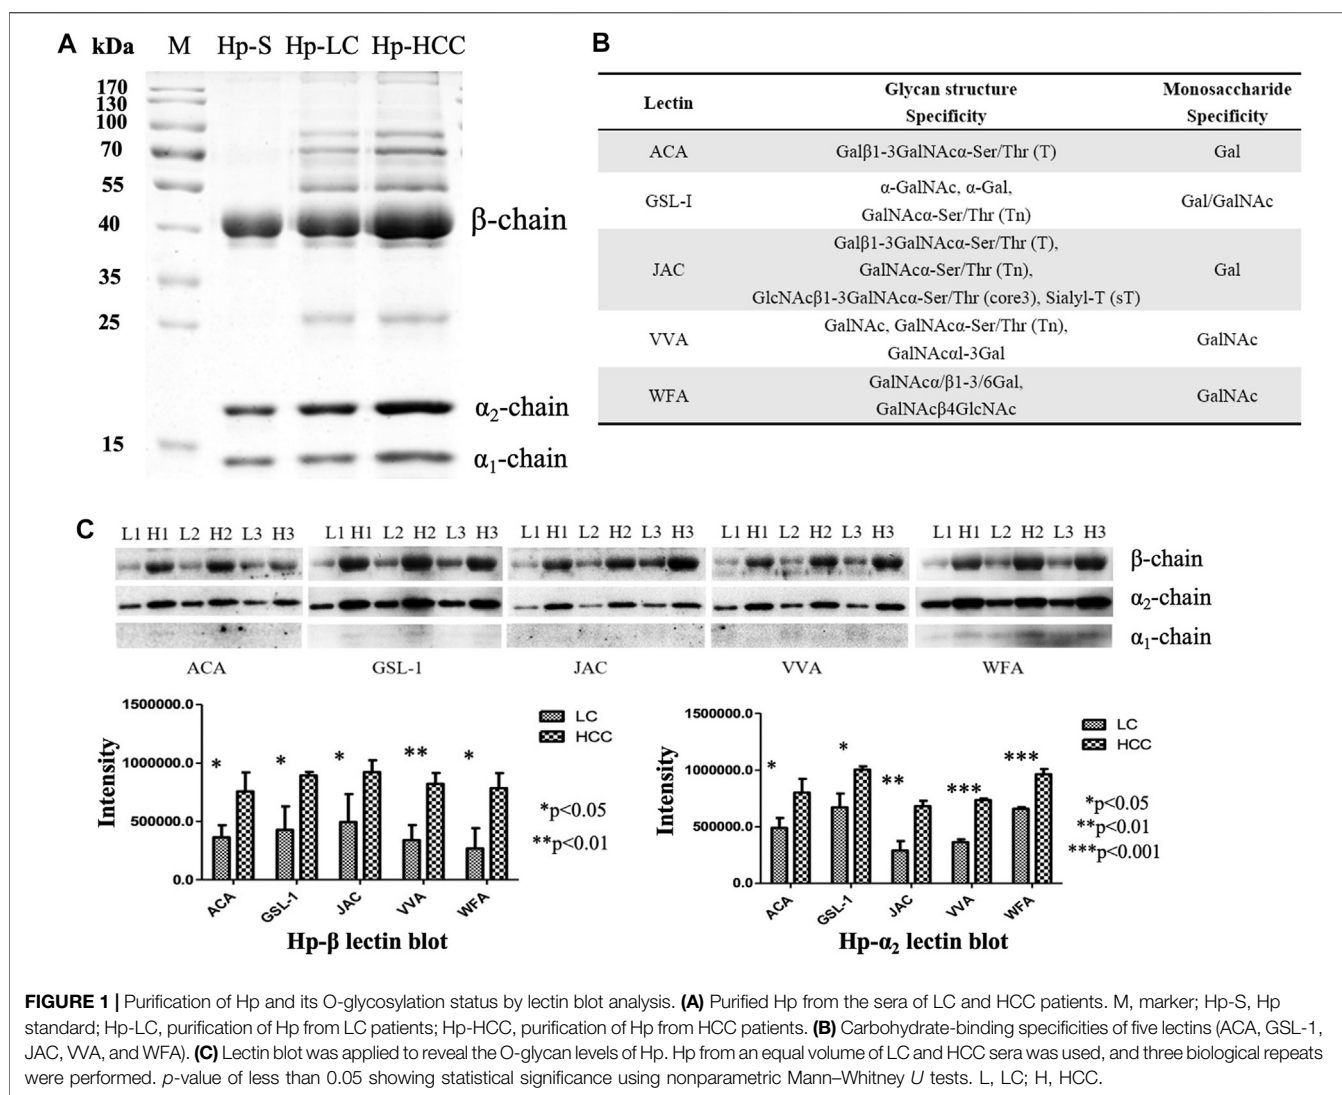 A kDa M Hp-S Hp-LC Hp-HCC
170
130
100
70
55
40
35
25
15
β-chain
α₂-chain
α₁-chain
B
Lectin Glycan structure Specificity Monosaccharide Specificity
ACA Galβ1-3GalNAcα-Ser/Thr (T) Gal
GSL-I α-GalNAc, α-Gal,
GalNAcα-Ser/Thr (Tn) Gal/GalNAc
JAC Galβ1-3GalNAcα-Ser/Thr (T),
GalNAcα-Ser/Thr (Tn),
GlcNAcβ1-3GalNAcα-Ser/Thr (core3), Sialyl-T (sT) Gal
VVA GalNAc, GalNAcα-Ser/Thr (Tn),
GalNAcαl-3Gal GalNAc
WFA GalNAcα/β1-3/6Gal,
GalNAcβ4GlcNAc GalNAc
C
L1 H1 L2 H2 L3 H3 L1 H1 L2 H2 L3 H3 L1 H1 L2 H2 L3 H3 L1 H1 L2 H2 L3 H3 L1 H1 L2 H2 L3 H3
β-chain
α₂-chain
α₁-chain
ACA GSL-1 JAC VVA WFA
1500000.0
1000000.0
500000.0
0.0
Intensity
* * * ** *
LC
HCC
*p<0.05
**p<0.01
ACA GSL-1 JAC VVA WFA
Hp-β lectin blot
1500000.0
1000000.0
500000.0
0.0
Intensity
* * ** *** ***
LC
HCC
*p<0.05
**p<0.01
***p<0.001
ACA GSL-1 JAC VVA WFA
Hp-α₂ lectin blot
FIGURE 1 | Purification of Hp and its O-glycosylation status by lectin blot analysis. (A) Purified Hp from the sera of LC and HCC patients. M, marker; Hp-S, Hp
standard; Hp-LC, purification of Hp from LC patients; Hp-HCC, purification of Hp from HCC patients. (B) Carbohydrate-binding specificities of five lectins (ACA, GSL-1,
JAC, VVA, and WFA). (C) Lectin blot was applied to reveal the O-glycan levels of Hp. Hp from an equal volume of LC and HCC sera was used, and three biological repeats
were performed. p-value of less than 0.05 showing statistical significance using nonparametric Mann–Whitney U tests. L, LC; H, HCC.